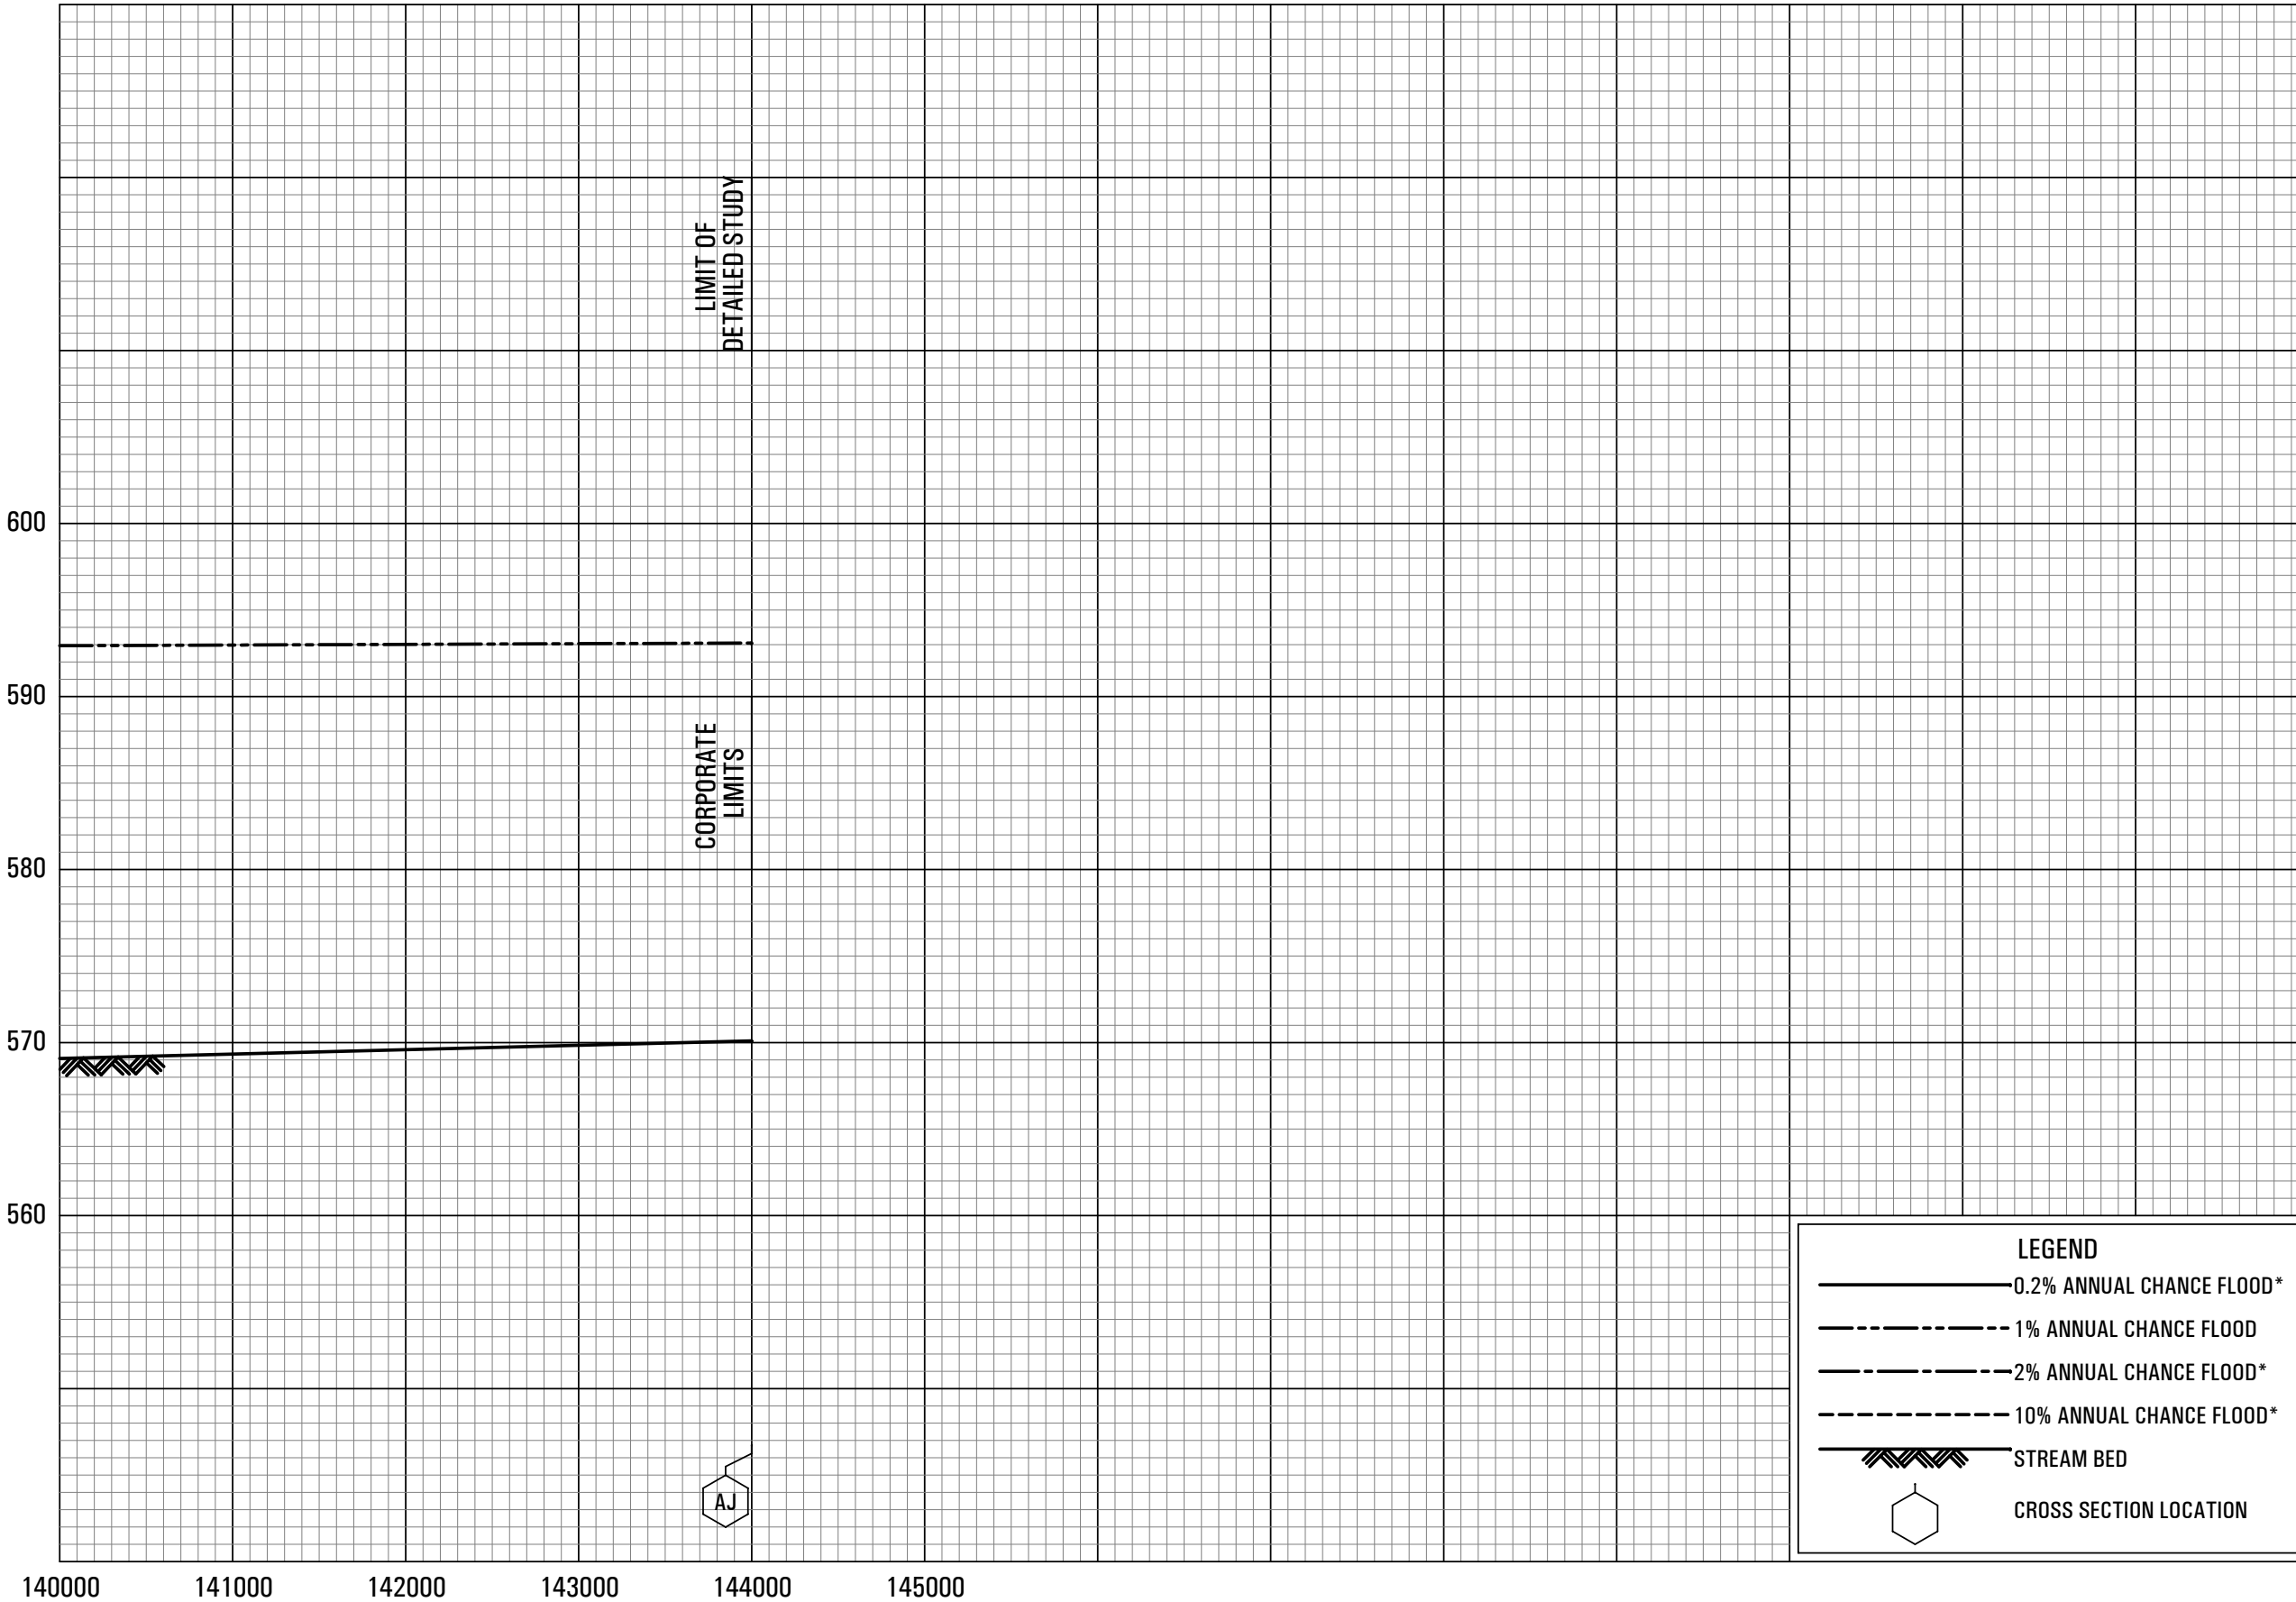 LIMIT OF
DETAILED STUDY
600
590
CORPORATE
LIMITS
580
570
560
LEGEND
0.2% ANNUAL CHANCE FLOOD*
1% ANNUAL CHANCE FLOOD
2% ANNUAL CHANCE FLOOD*
10% ANNUAL CHANCE FLOOD*
STREAM BED
CROSS SECTION LOCATION
AJ
140000 141000 142000 143000 144000 145000